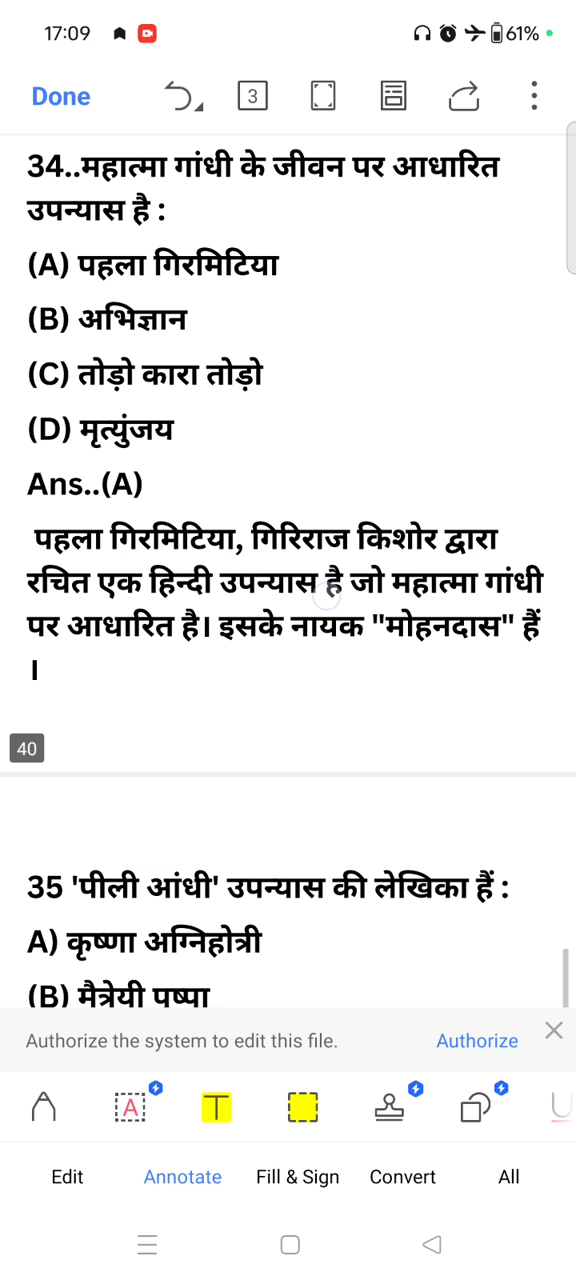 17:09
61%
Done
3
34..महात्मा गांधी के जीवन पर आधारित
उपन्यास है :
(A) पहला गिरमिटिया
(B) अभिज्ञान
(C) तोड़ो कारा तोड़ो
(D) मृत्युंजय
Ans..(A)
पहला गिरमिटिया, गिरिराज किशोर द्वारा
रचित एक हिन्दी उपन्यास है जो महात्मा गांधी
पर आधारित है। इसके नायक "मोहनदास" हैं
।
40
35 'पीली आंधी' उपन्यास की लेखिका हैं :
A) कृष्णा अग्निहोत्री
(B) मैत्रेयी पष्पा
Authorize the system to edit this file.
Authorize
A
T
U
Edit
Annotate
Fill & Sign
Convert
All